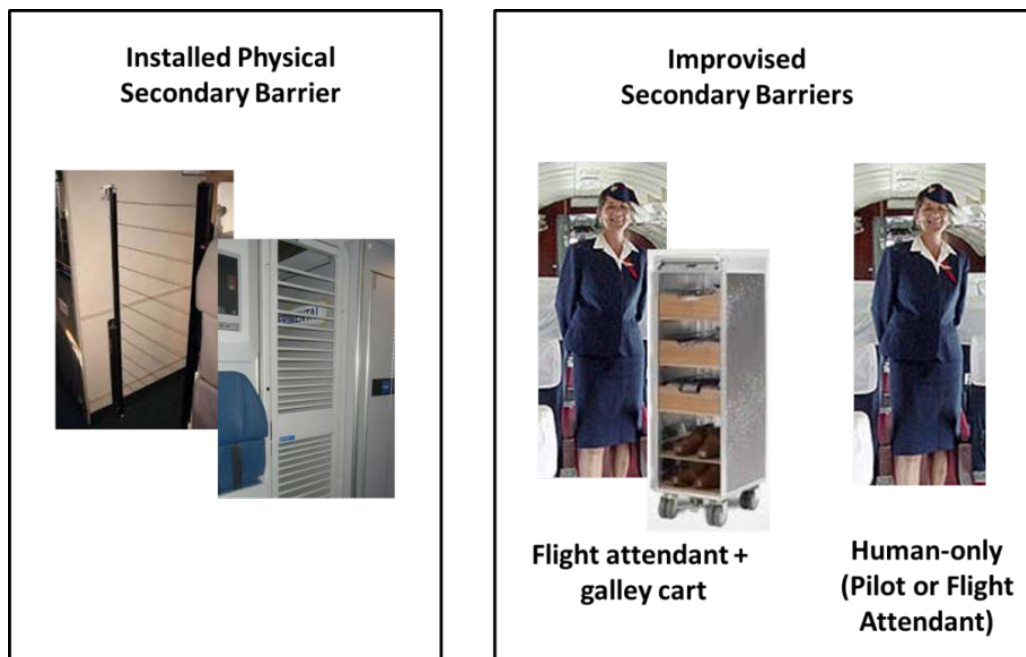 Installed Physical
Secondary Barrier
Improvised
Secondary Barriers
Flight attendant +
galley cart
Human-only
(Pilot or Flight
Attendant)